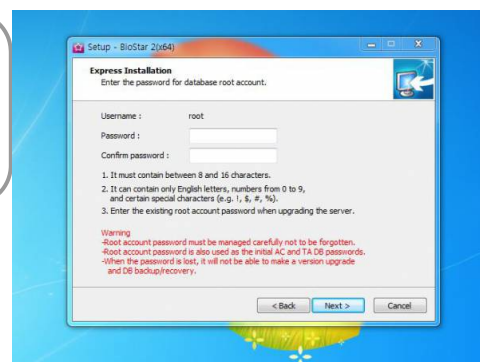 Setup - BioStar 2(x64)
Express Installation
Enter the password for database root account.
Username : root
Password :
Confirm password :
1. It must contain between 8 and 16 characters.
2. It can contain only English letters, numbers from 0 to 9,
and certain special characters (e.g. !, $, #, %).
3. Enter the existing root account password when upgrading the server.
Warning
-Root account password must be managed carefully not to be forgotten.
-Root account password is also used as the initial AC and TA DB passwords.
-When the password is lost, it will not be able to make a version upgrade
and DB backup/recovery.
< Back Next > Cancel